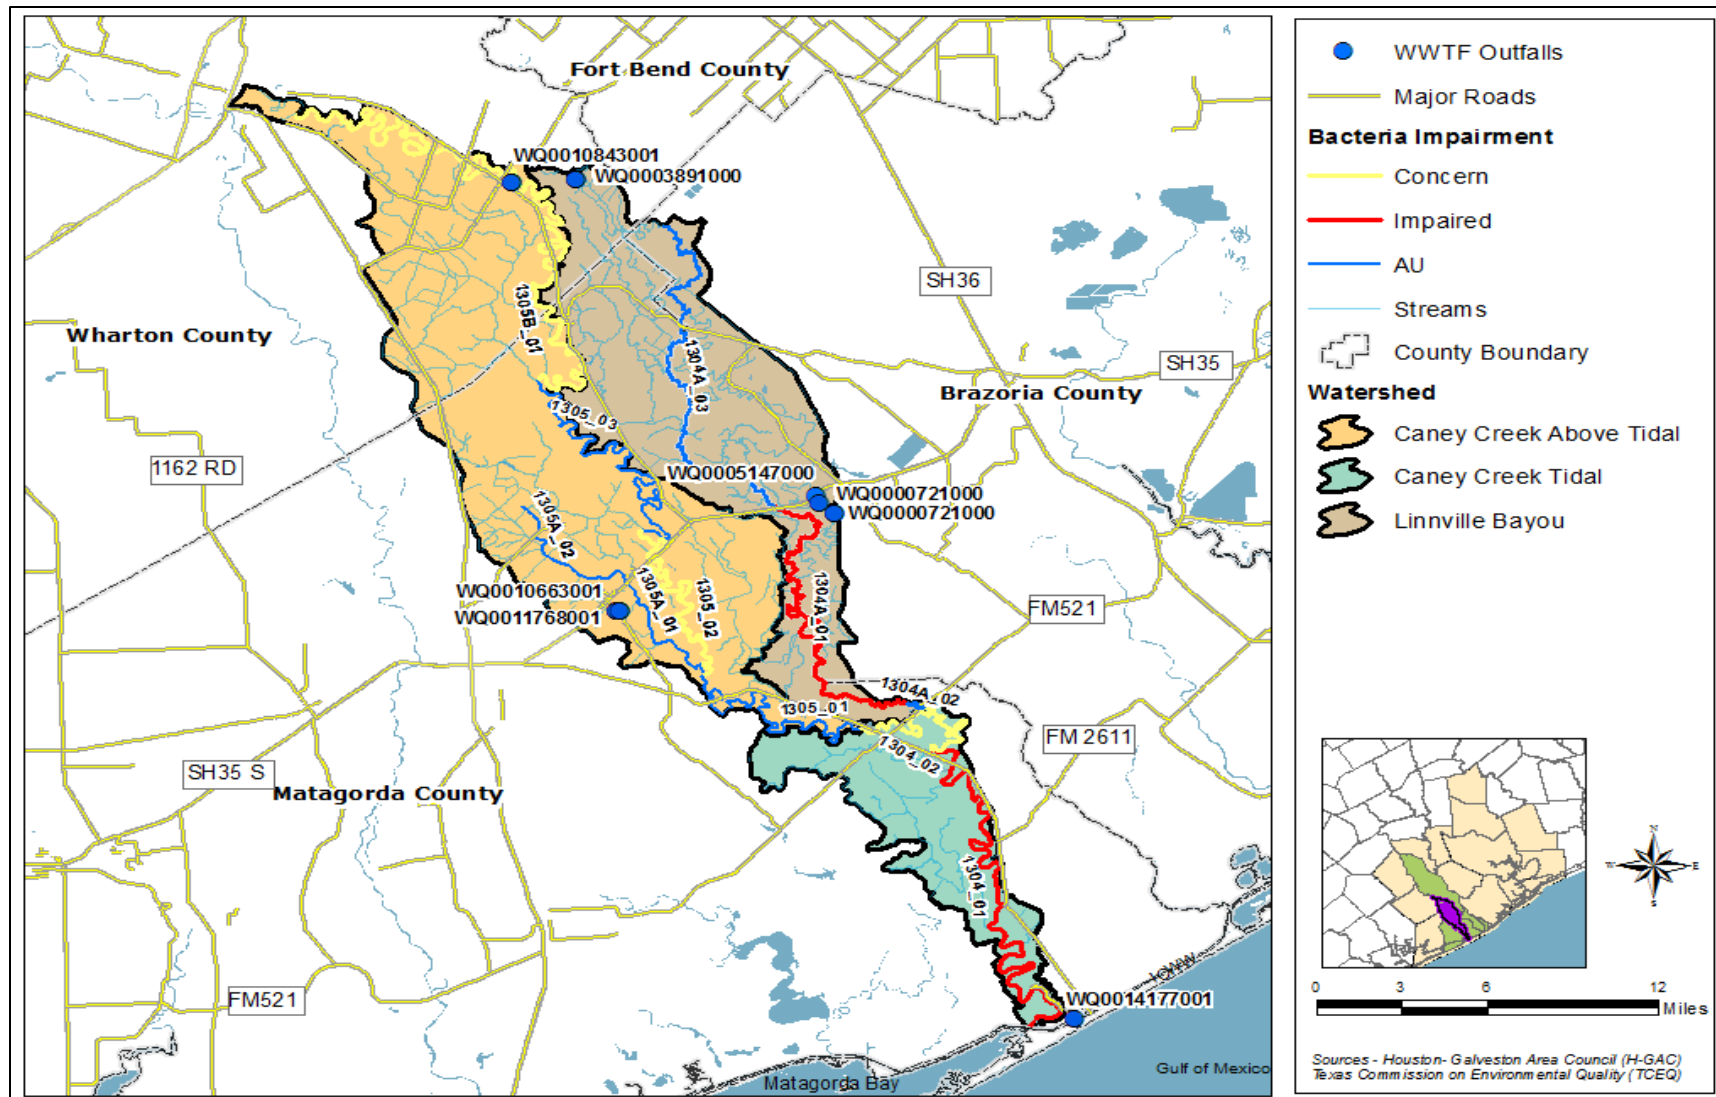 Fort Bend County
WQ0010843001
WQ0003891000
1305B_01
1304A_03
SH36
Wharton County
SH35
Brazoria County
1305_03
1162 RD
WQ0005147000
WQ0000721000
WQ0000721000
1305A_02
WQ0010663001
WQ0011768001
1305A_01
1305_02
1304A_01
FM521
1304A_02
1305_01
1304_02
FM 2611
SH35 S
Matagorda County
1304_01
FM521
WQ0014177001
Matagorda Bay
Gulf of Mexico
WWTF Outfalls
Major Roads
Bacteria Impairment
Concern
Impaired
AU
Streams
County Boundary
Watershed
Caney Creek Above Tidal
Caney Creek Tidal
Linnville Bayou
N
W
E
S
0 3 6 12
Miles
Sources - Houston- Galveston Area Council (H-GAC)
Texas Commission on Environmental Quality (TCEQ)